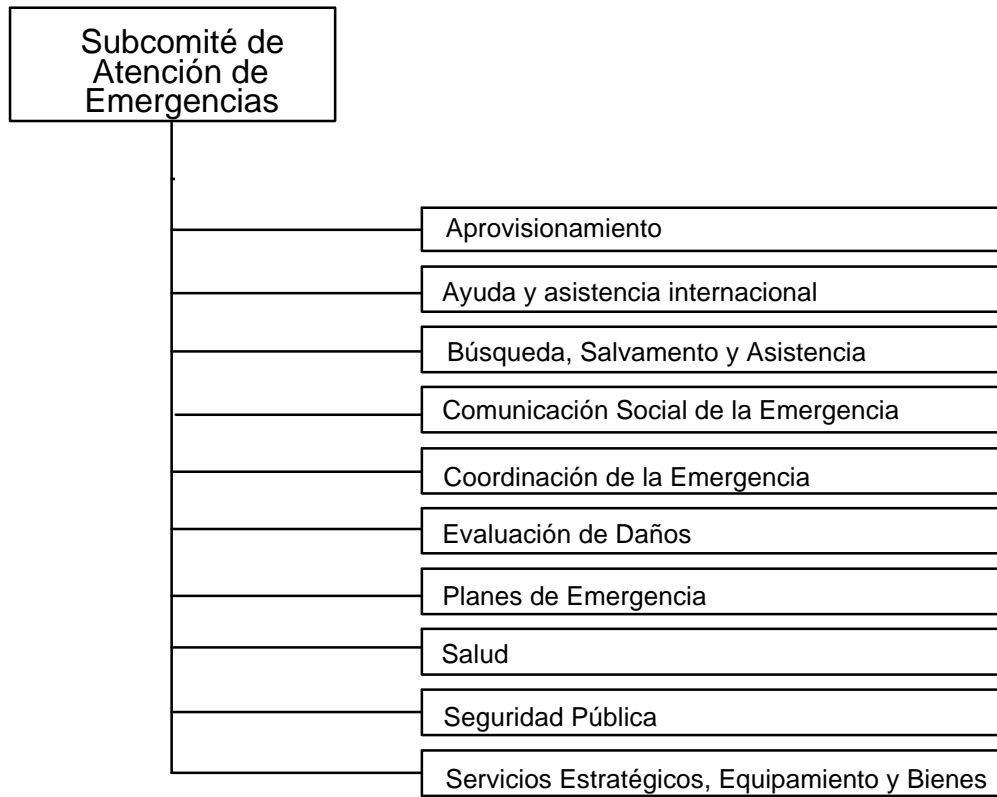 Subcomité de
Atención de
Emergencias
Aprovisionamiento
Ayuda y asistencia internacional
Búsqueda, Salvamento y Asistencia
Comunicación Social de la Emergencia
Coordinación de la Emergencia
Evaluación de Daños
Planes de Emergencia
Salud
Seguridad Pública
Servicios Estratégicos, Equipamiento y Bienes